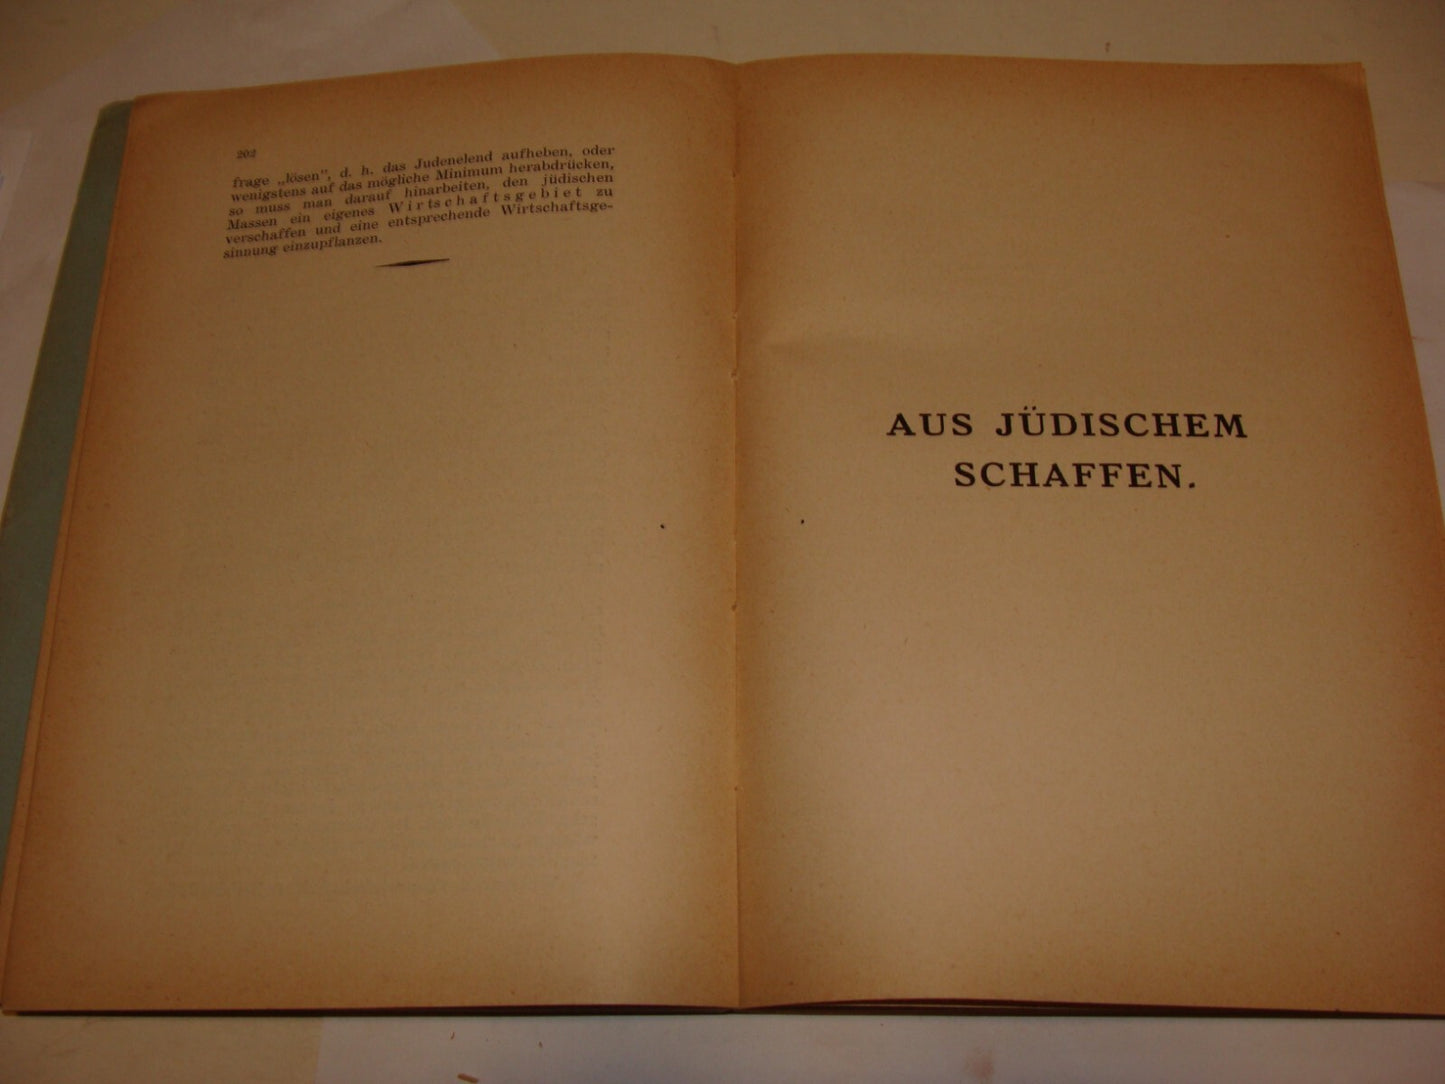 202
frage „lösen”, d. h. das Judenelend aufheben, oder
wenigstens auf das mögliche Minimum herabdrücken,
so muss man darauf hinarbeiten, den jüdischen
Massen ein eigenes Wirtschaftsgebiet zu
verschaffen und eine entsprechende Wirtschaftsge-
sinnung einzupflanzen.
AUS JÜDISCHEM
SCHAFFEN.